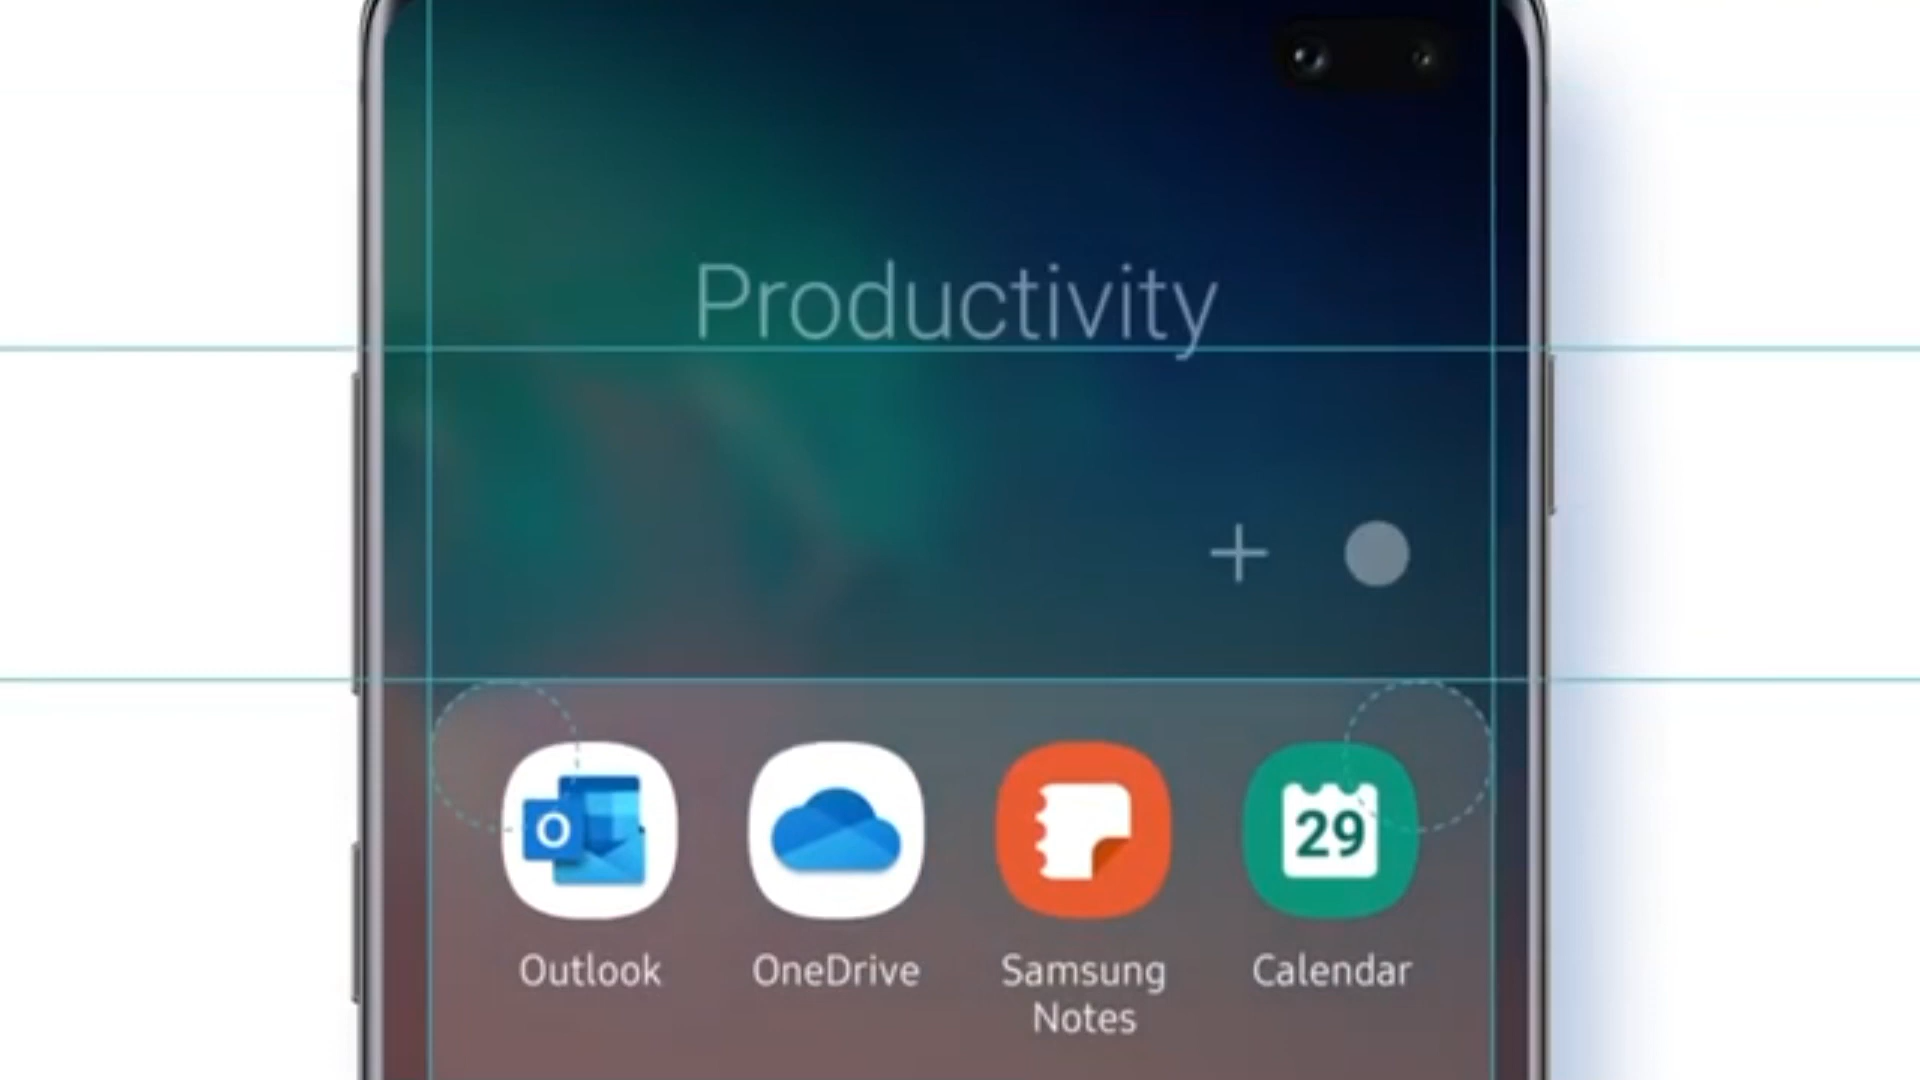 Productivity
O
29
Outlook
OneDrive
Samsung
Notes
Calendar